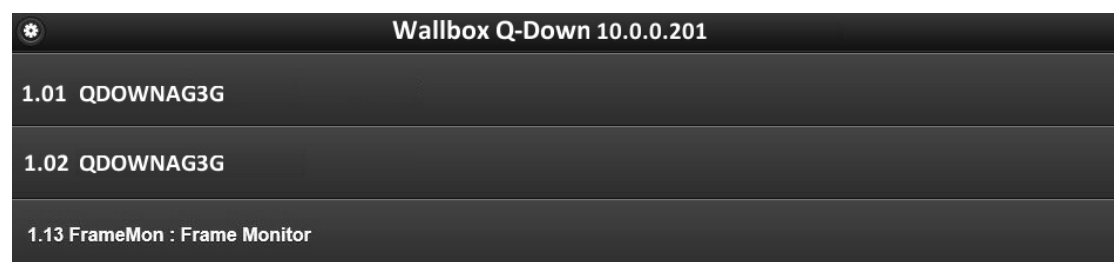 Wallbox Q-Down 10.0.0.201
1.01 QDOWNAG3G
1.02 QDOWNAG3G
1.13 FrameMon : Frame Monitor